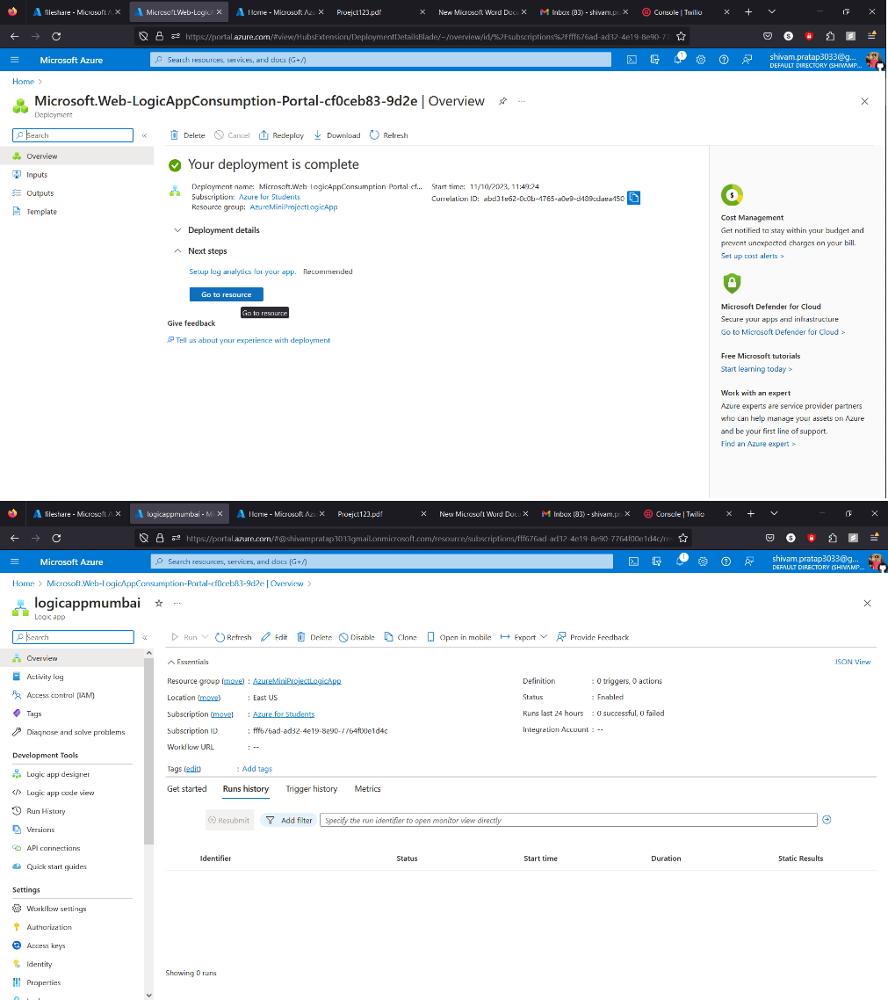 fileshare - Microsoft A
Microsoft.Web-Logic
Home - Microsoft Azu
Proejct123.pdf
New Microsoft Word Docu
Inbox (83) - shivam.pr
Console | Twilio
https://portal.azure.com/#view/HubsExtension/DeploymentDetailsBlade/~/overview/id/%2Fsubscriptions%2Ffff676ad-ad32-4e19-8e90-77
Microsoft Azure
Search resources, services, and docs (G+/)
1
shivam.pratap3033@g...
DEFAULT DIRECTORY (SHIVAMP...
Home >
Microsoft.Web-LogicAppConsumption-Portal-cf0ceb83-9d2e | Overview
Deployment
Search
Delete Cancel Redeploy Download Refresh
Overview
Inputs
Outputs
Template
Your deployment is complete
Deployment name: Microsoft.Web-LogicAppConsumption-Portal-cf...
Subscription: Azure for Students
Resource group: AzureMiniProjectLogicApp
Start time: 11/10/2023, 11:49:24
Correlation ID: abd31e62-0c0b-4765-a0e9-d489cdaea450
Deployment details
Next steps
Setup log analytics for your app. Recommended
Go to resource
Go to resource
Give feedback
Tell us about your experience with deployment
Cost Management
Get notified to stay within your budget and
prevent unexpected charges on your bill.
Set up cost alerts >
Microsoft Defender for Cloud
Secure your apps and infrastructure
Go to Microsoft Defender for Cloud >
Free Microsoft tutorials
Start learning today >
Work with an expert
Azure experts are service provider partners
who can help manage your assets on Azure
and be your first line of support.
Find an Azure expert >
fileshare - Microsoft A
logicappmumbai - Mi
Home - Microsoft Azu
Proejct123.pdf
New Microsoft Word Docu
Inbox (83) - shivam.pr
Console | Twilio
https://portal.azure.com/#@shivampratap3033gmail.onmicrosoft.com/resource/subscriptions/fff676ad-ad32-4e19-8e90-7764f00e1d4c/re
Microsoft Azure
Search resources, services, and docs (G+/)
1
shivam.pratap3033@g...
DEFAULT DIRECTORY (SHIVAMP...
Home > Microsoft.Web-LogicAppConsumption-Portal-cf0ceb83-9d2e | Overview >
logicappmumbai
Logic app
Search
Run Refresh Edit Delete Disable Clone Open in mobile Export Provide Feedback
Overview
Activity log
Access control (IAM)
Tags
Diagnose and solve problems
Development Tools
Logic app designer
Logic app code view
Run History
Versions
API connections
Quick start guides
Settings
Workflow settings
Authorization
Access keys
Identity
Properties
Essentials
JSON View
Resource group (move) : AzureMiniProjectLogicApp
Location (move) : East US
Subscription (move) : Azure for Students
Subscription ID : fff676ad-ad32-4e19-8e90-7764f00e1d4c
Workflow URL : --
Definition : 0 triggers, 0 actions
Status : Enabled
Runs last 24 hours : 0 successful, 0 failed
Integration Account : --
Tags (edit) : Add tags
Get started Runs history Trigger history Metrics
Resubmit Add filter Specify the run identifier to open monitor view directly
Identifier Status Start time Duration Static Results
Showing 0 runs